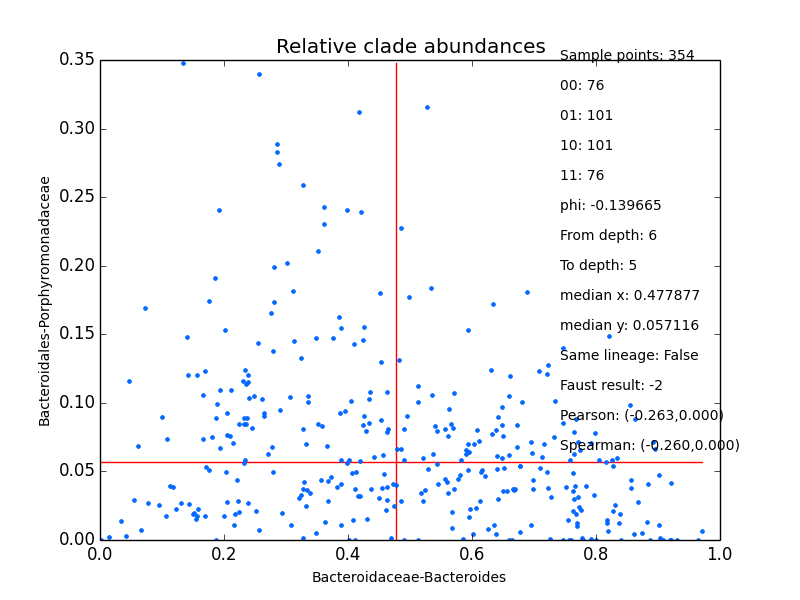 Relative clade abundances
Sample points: 354
00: 76
01: 101
10: 101
11: 76
phi: -0.139665
From depth: 6
To depth: 5
median x: 0.477877
median y: 0.057116
Same lineage: False
Faust result: -2
Pearson: (-0.263,0.000)
Spearman: (-0.260,0.000)
Bacteroidales-Porphyromonadaceae
0.35
0.30
0.25
0.20
0.15
0.10
0.05
0.00
0.0 0.2 0.4 0.6 0.8 1.0
Bacteroidaceae-Bacteroides